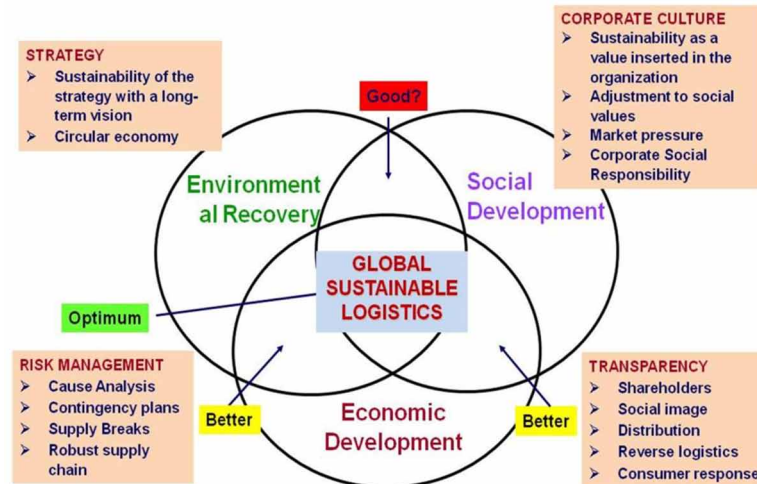 STRATEGY
➢ Sustainability of the
strategy with a long-
term vision
➢ Circular economy
Good?
CORPORATE CULTURE
➢ Sustainability as a
value inserted in the
organization
➢ Adjustment to social
values
➢ Market pressure
➢ Corporate Social
Responsibility
Environment
al Recovery
Social
Development
GLOBAL
SUSTAINABLE
LOGISTICS
Optimum
RISK MANAGEMENT
➢ Cause Analysis
➢ Contingency plans
➢ Supply Breaks
➢ Robust supply
chain
Better
Economic
Development
Better
TRANSPARENCY
➢ Shareholders
➢ Social image
➢ Distribution
➢ Reverse logistics
➢ Consumer response